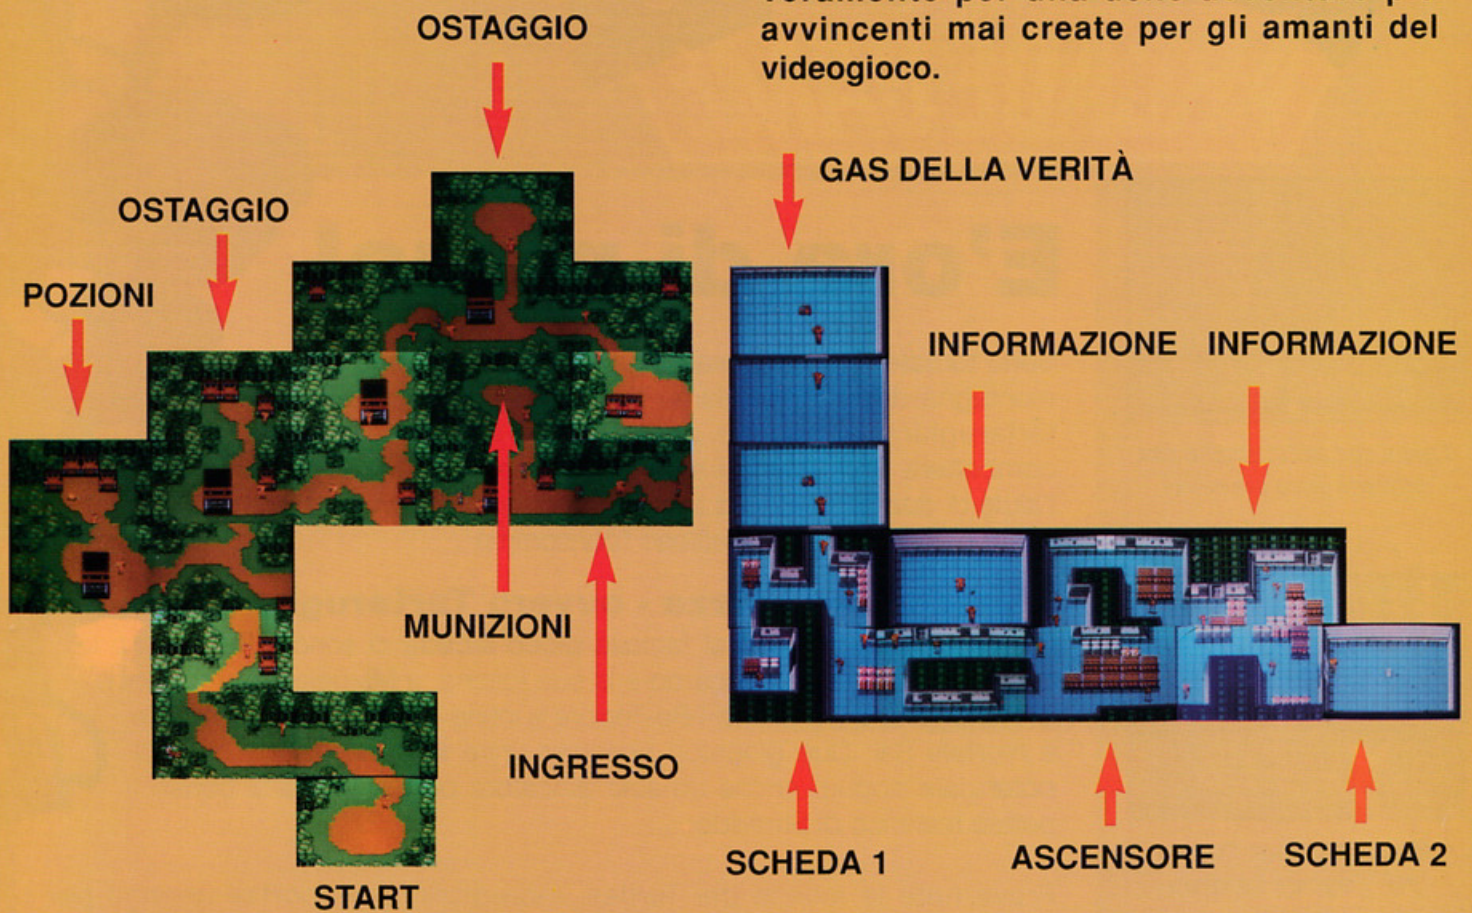 avvincenti mai create per gli amanti del
videogioco.
OSTAGGIO
GAS DELLA VERITÀ
OSTAGGIO
POZIONI
INFORMAZIONE
INFORMAZIONE
MUNIZIONI
INGRESSO
SCHEDA 1
ASCENSORE
SCHEDA 2
START